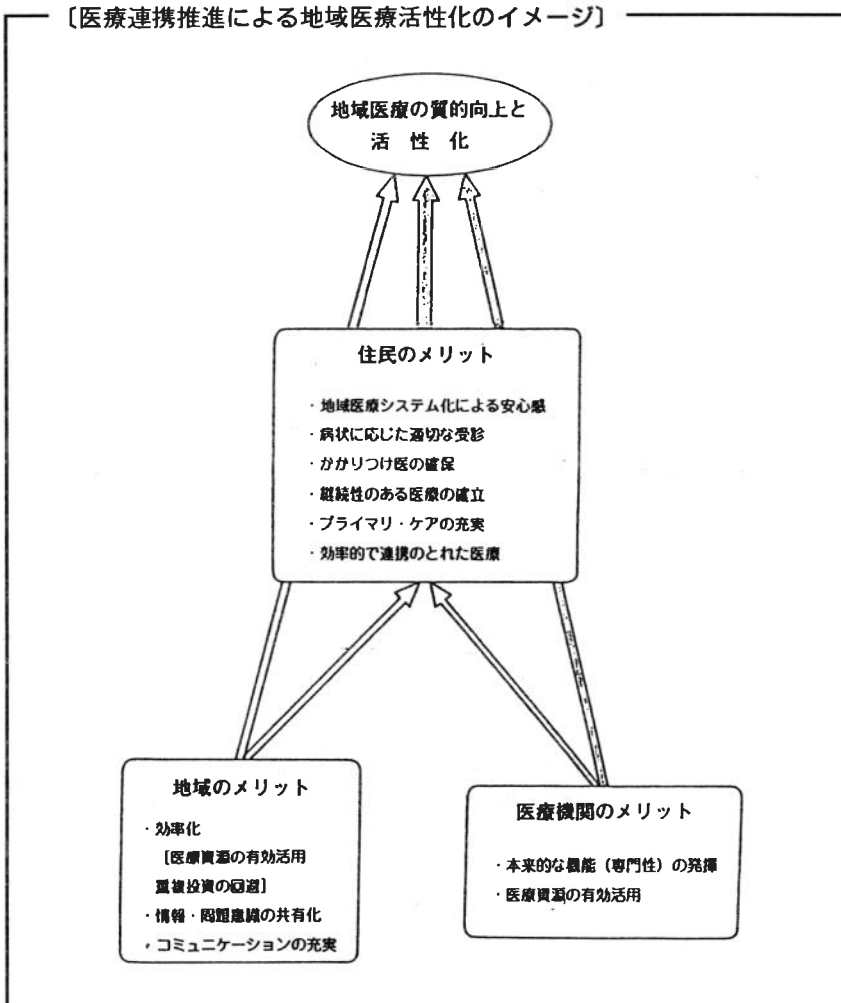 〔医療連携推進による地域医療活性化のイメージ〕
地域医療の質的向上と
活 性 化
住民のメリット
・地域医療システム化による安心感
・病状に応じた適切な受診
・かかりつけ医の確保
・継続性のある医療の確立
・プライマリ・ケアの充実
・効率的で連携のとれた医療
地域のメリット
・効率化
［医療資源の有効活用
重複投資の回避］
・情報・問題意識の共有化
・コミュニケーションの充実
医療機関のメリット
・本来的な機能（専門性）の発揮
・医療資源の有効活用